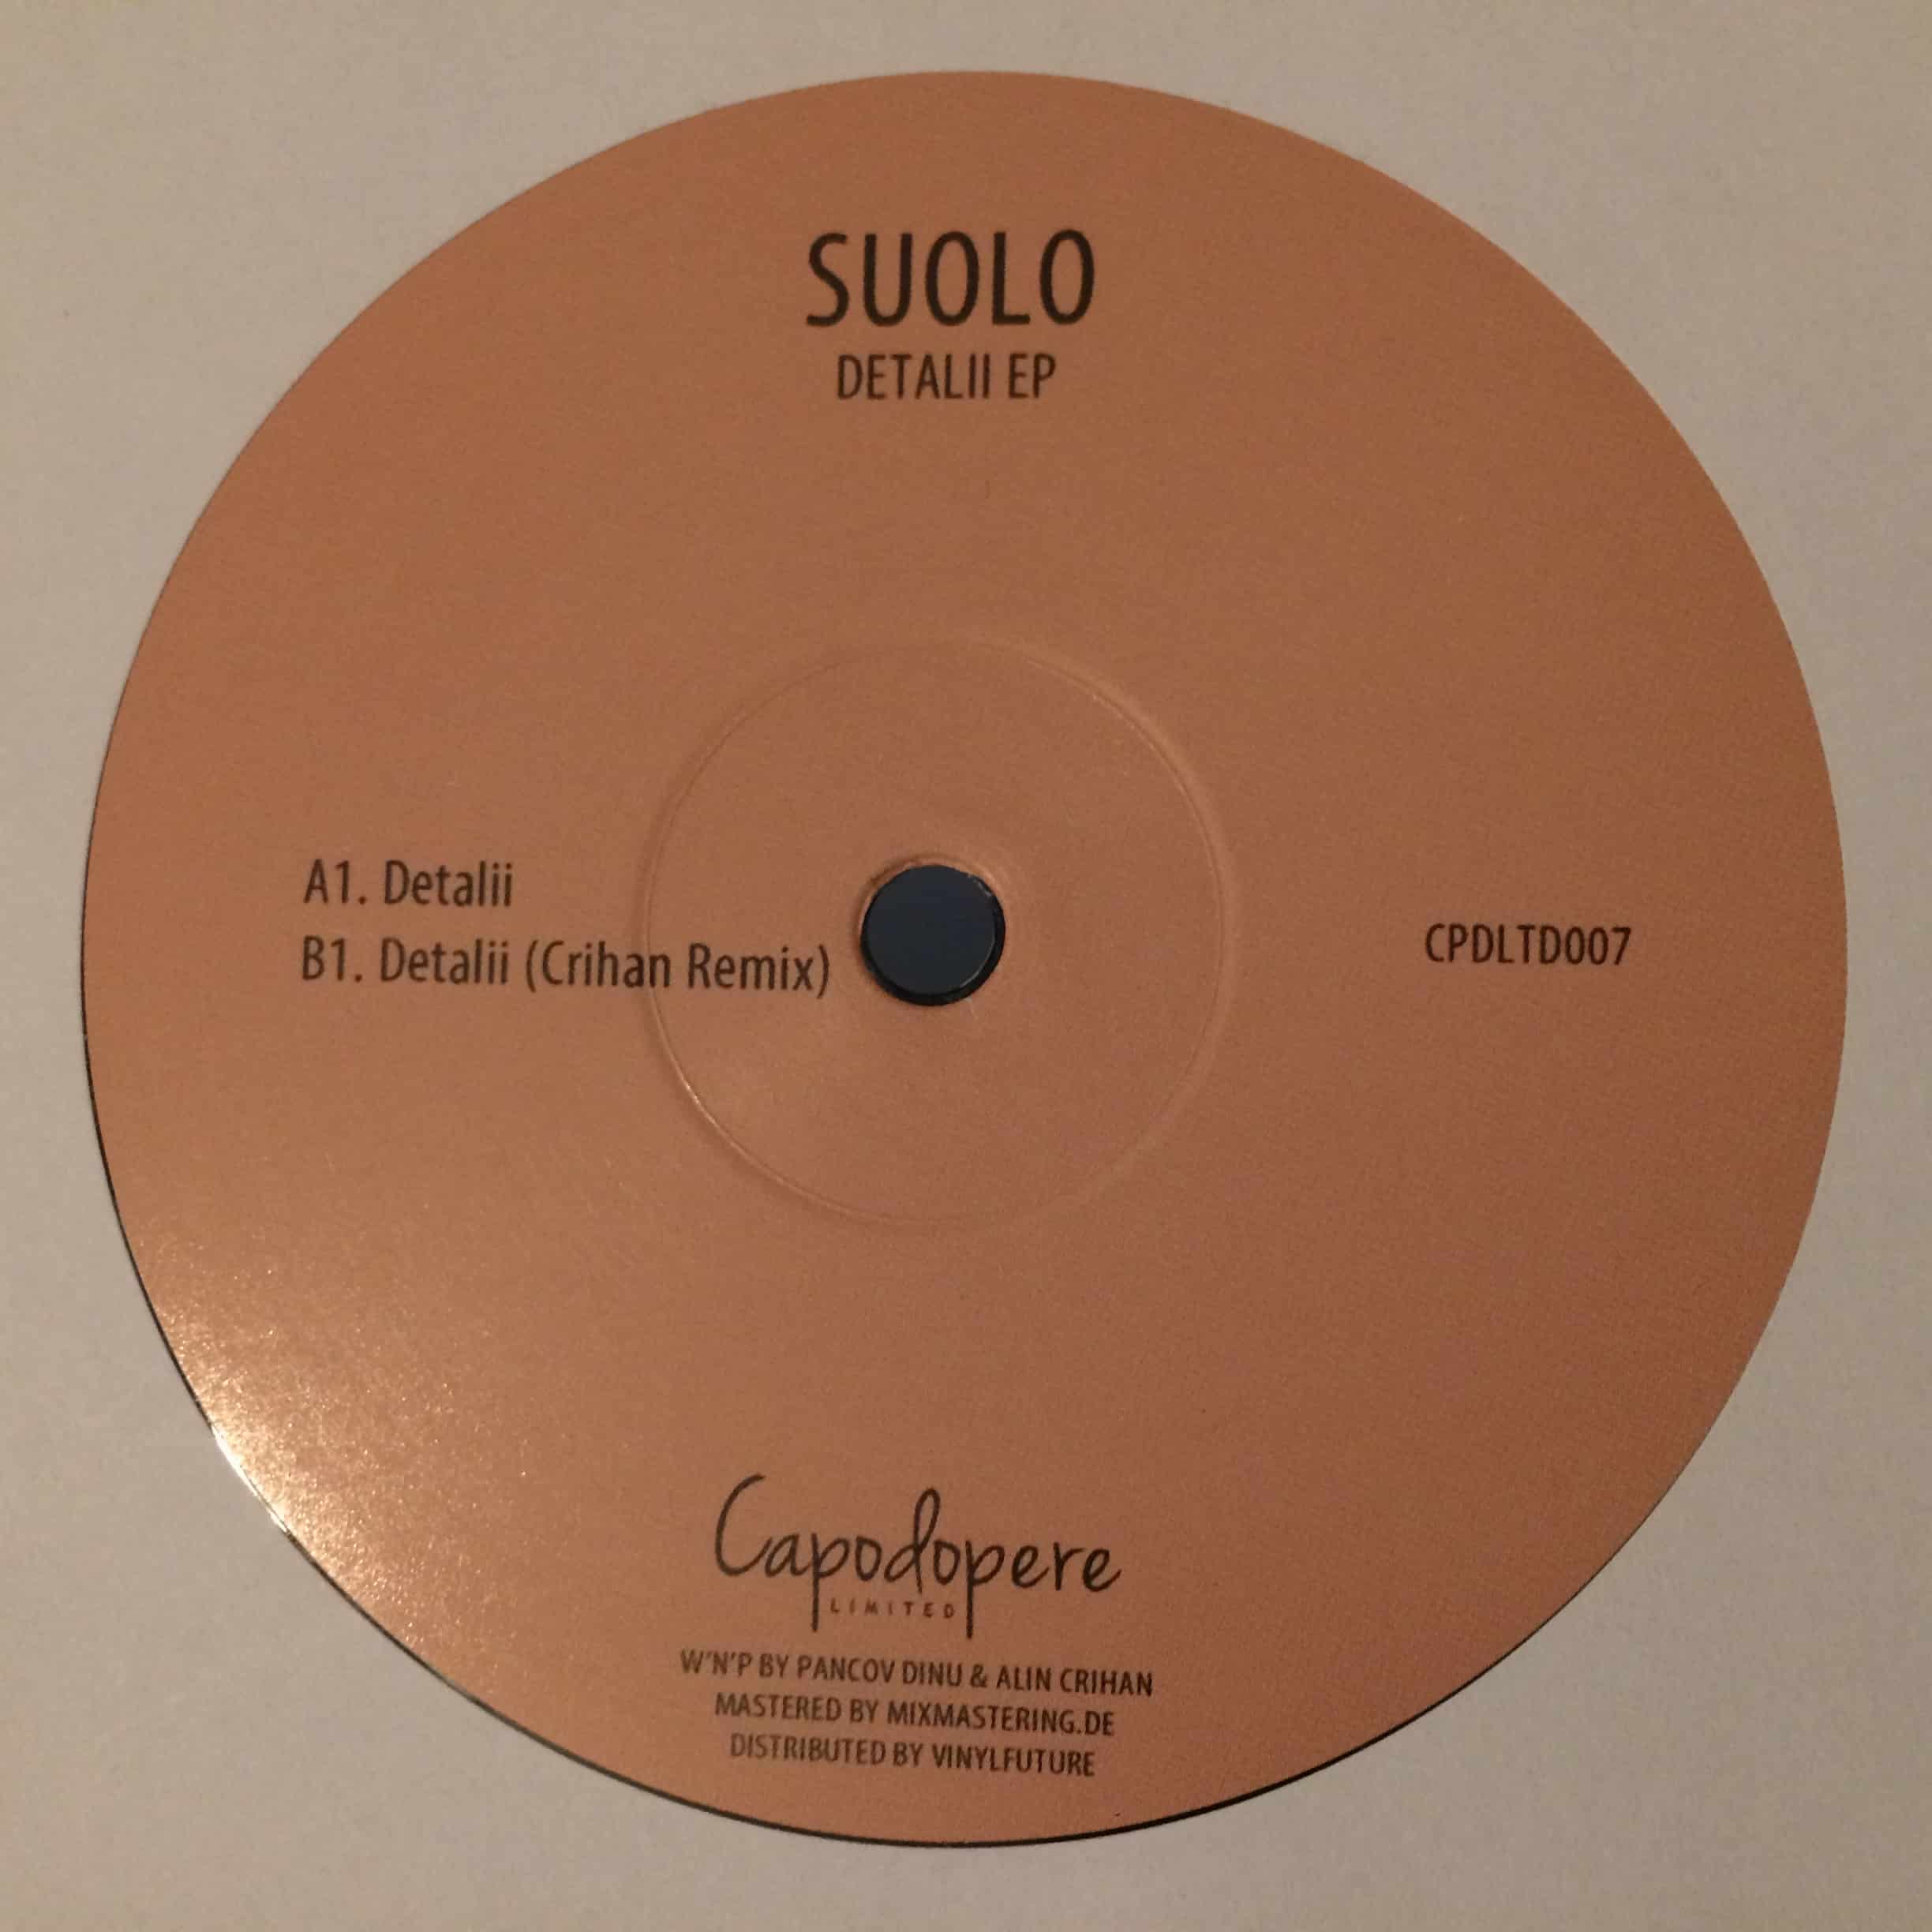 SUOLO
DETALII EP
A1. Detalii
B1. Detalii (Crihan Remix)
CPDLTD007
Capodopere
LIMITED
W'N'P BY PANCOV DINU & ALIN CRIHAN
MASTERED BY MIXMASTERING.DE
DISTRIBUTED BY VINYLFUTURE